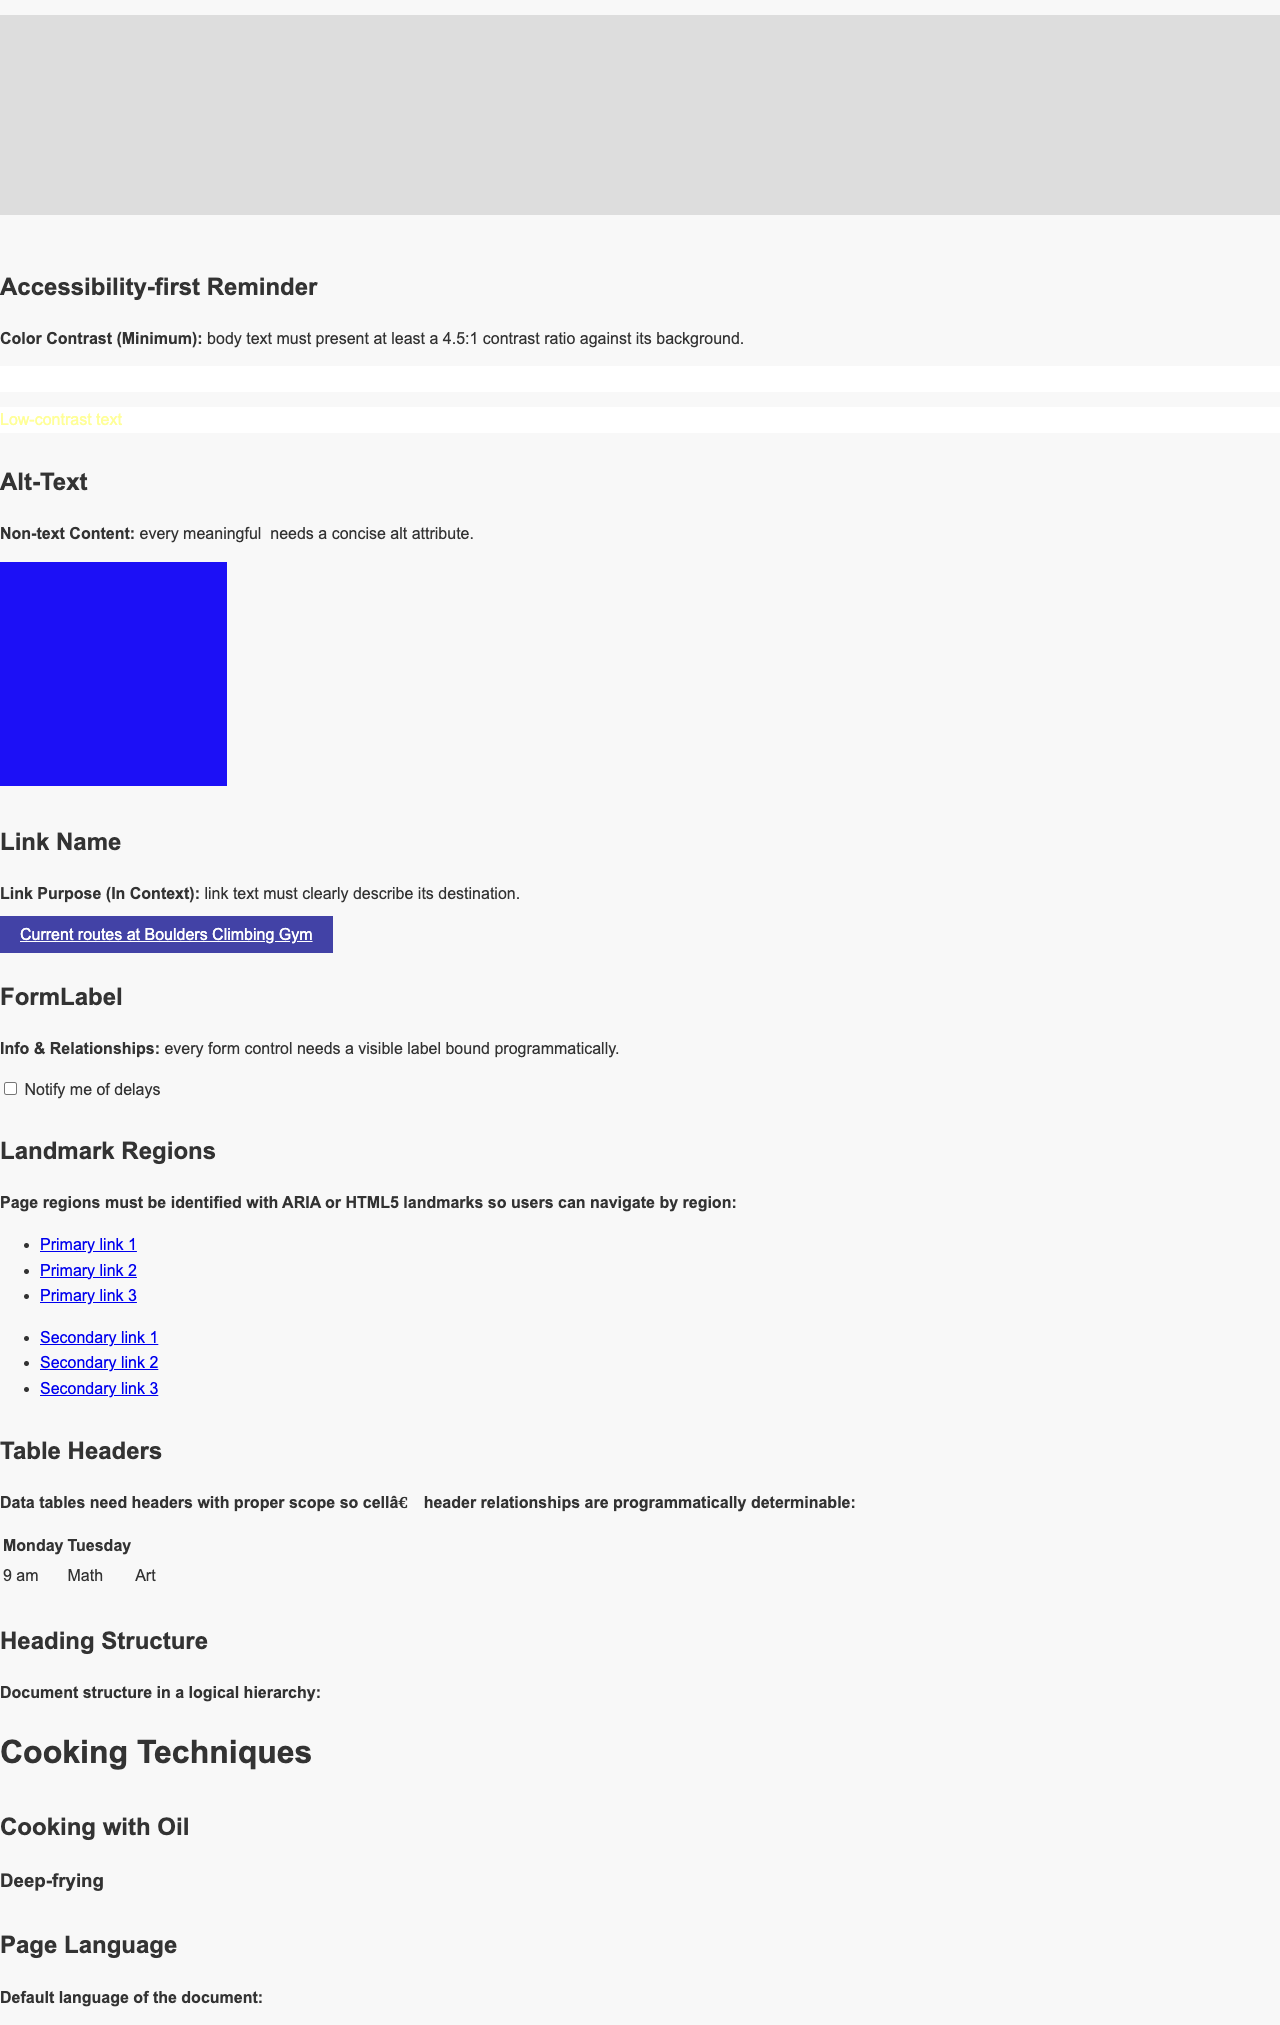 Accessibility-first Reminder
Color Contrast (Minimum): body text must present at least a 4.5:1 contrast ratio against its background.
Low-contrast text
Alt-Text
Non-text Content: every meaningful  needs a concise alt attribute.
Link Name
Link Purpose (In Context): link text must clearly describe its destination.
Current routes at Boulders Climbing Gym
FormLabel
Info & Relationships: every form control needs a visible label bound programmatically.
Notify me of delays
Landmark Regions
Page regions must be identified with ARIA or HTML5 landmarks so users can navigate by region:
Primary link 1
Primary link 2
Primary link 3
Secondary link 1
Secondary link 2
Secondary link 3
Table Headers
Data tables need headers with proper scope so cellâ€ header relationships are programmatically determinable:
Monday Tuesday
9 am Math Art
Heading Structure
Document structure in a logical hierarchy:
Cooking Techniques
Cooking with Oil
Deep-frying
Page Language
Default language of the document: